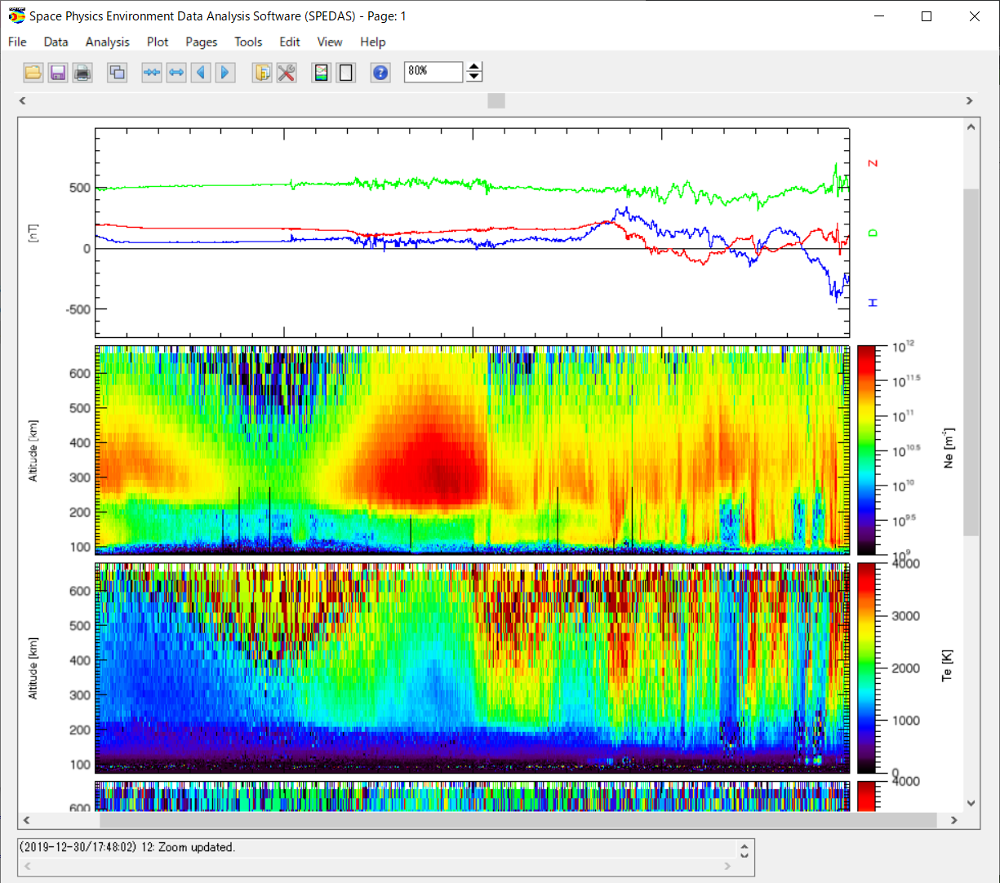 Space Physics Environment Data Analysis Software (SPEDAS) - Page: 1
File Data Analysis Plot Pages Tools Edit View Help
80%
500
0
-500
[nT]
Z
D
H
600
500
400
300
200
100
Altitude [km]
10^12
10^11.5
10^11
10^10.5
10^10
10^9.5
10^9
Ne [m^-3]
600
500
400
300
200
100
Altitude [km]
4000
3000
2000
1000
0
Te [K]
600
4000
(2019-12-30/17:48:02) 12: Zoom updated.